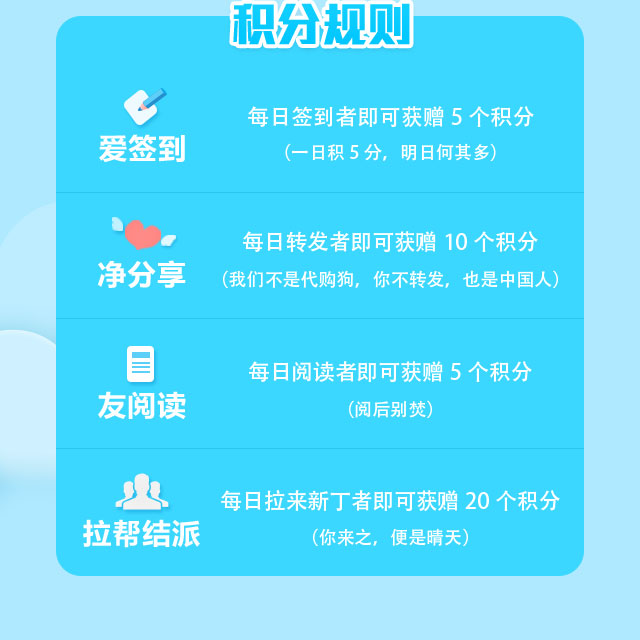 积分规则
爱签到
每日签到者即可获赠 5 个积分
（一日积 5 分，明日何其多）
净分享
每日转发者即可获赠 10 个积分
（我们不是代购狗，你不转发，也是中国人）
友阅读
每日阅读者即可获赠 5 个积分
（阅后别焚）
拉帮结派
每日拉来新丁者即可获赠 20 个积分
（你来之，便是晴天）